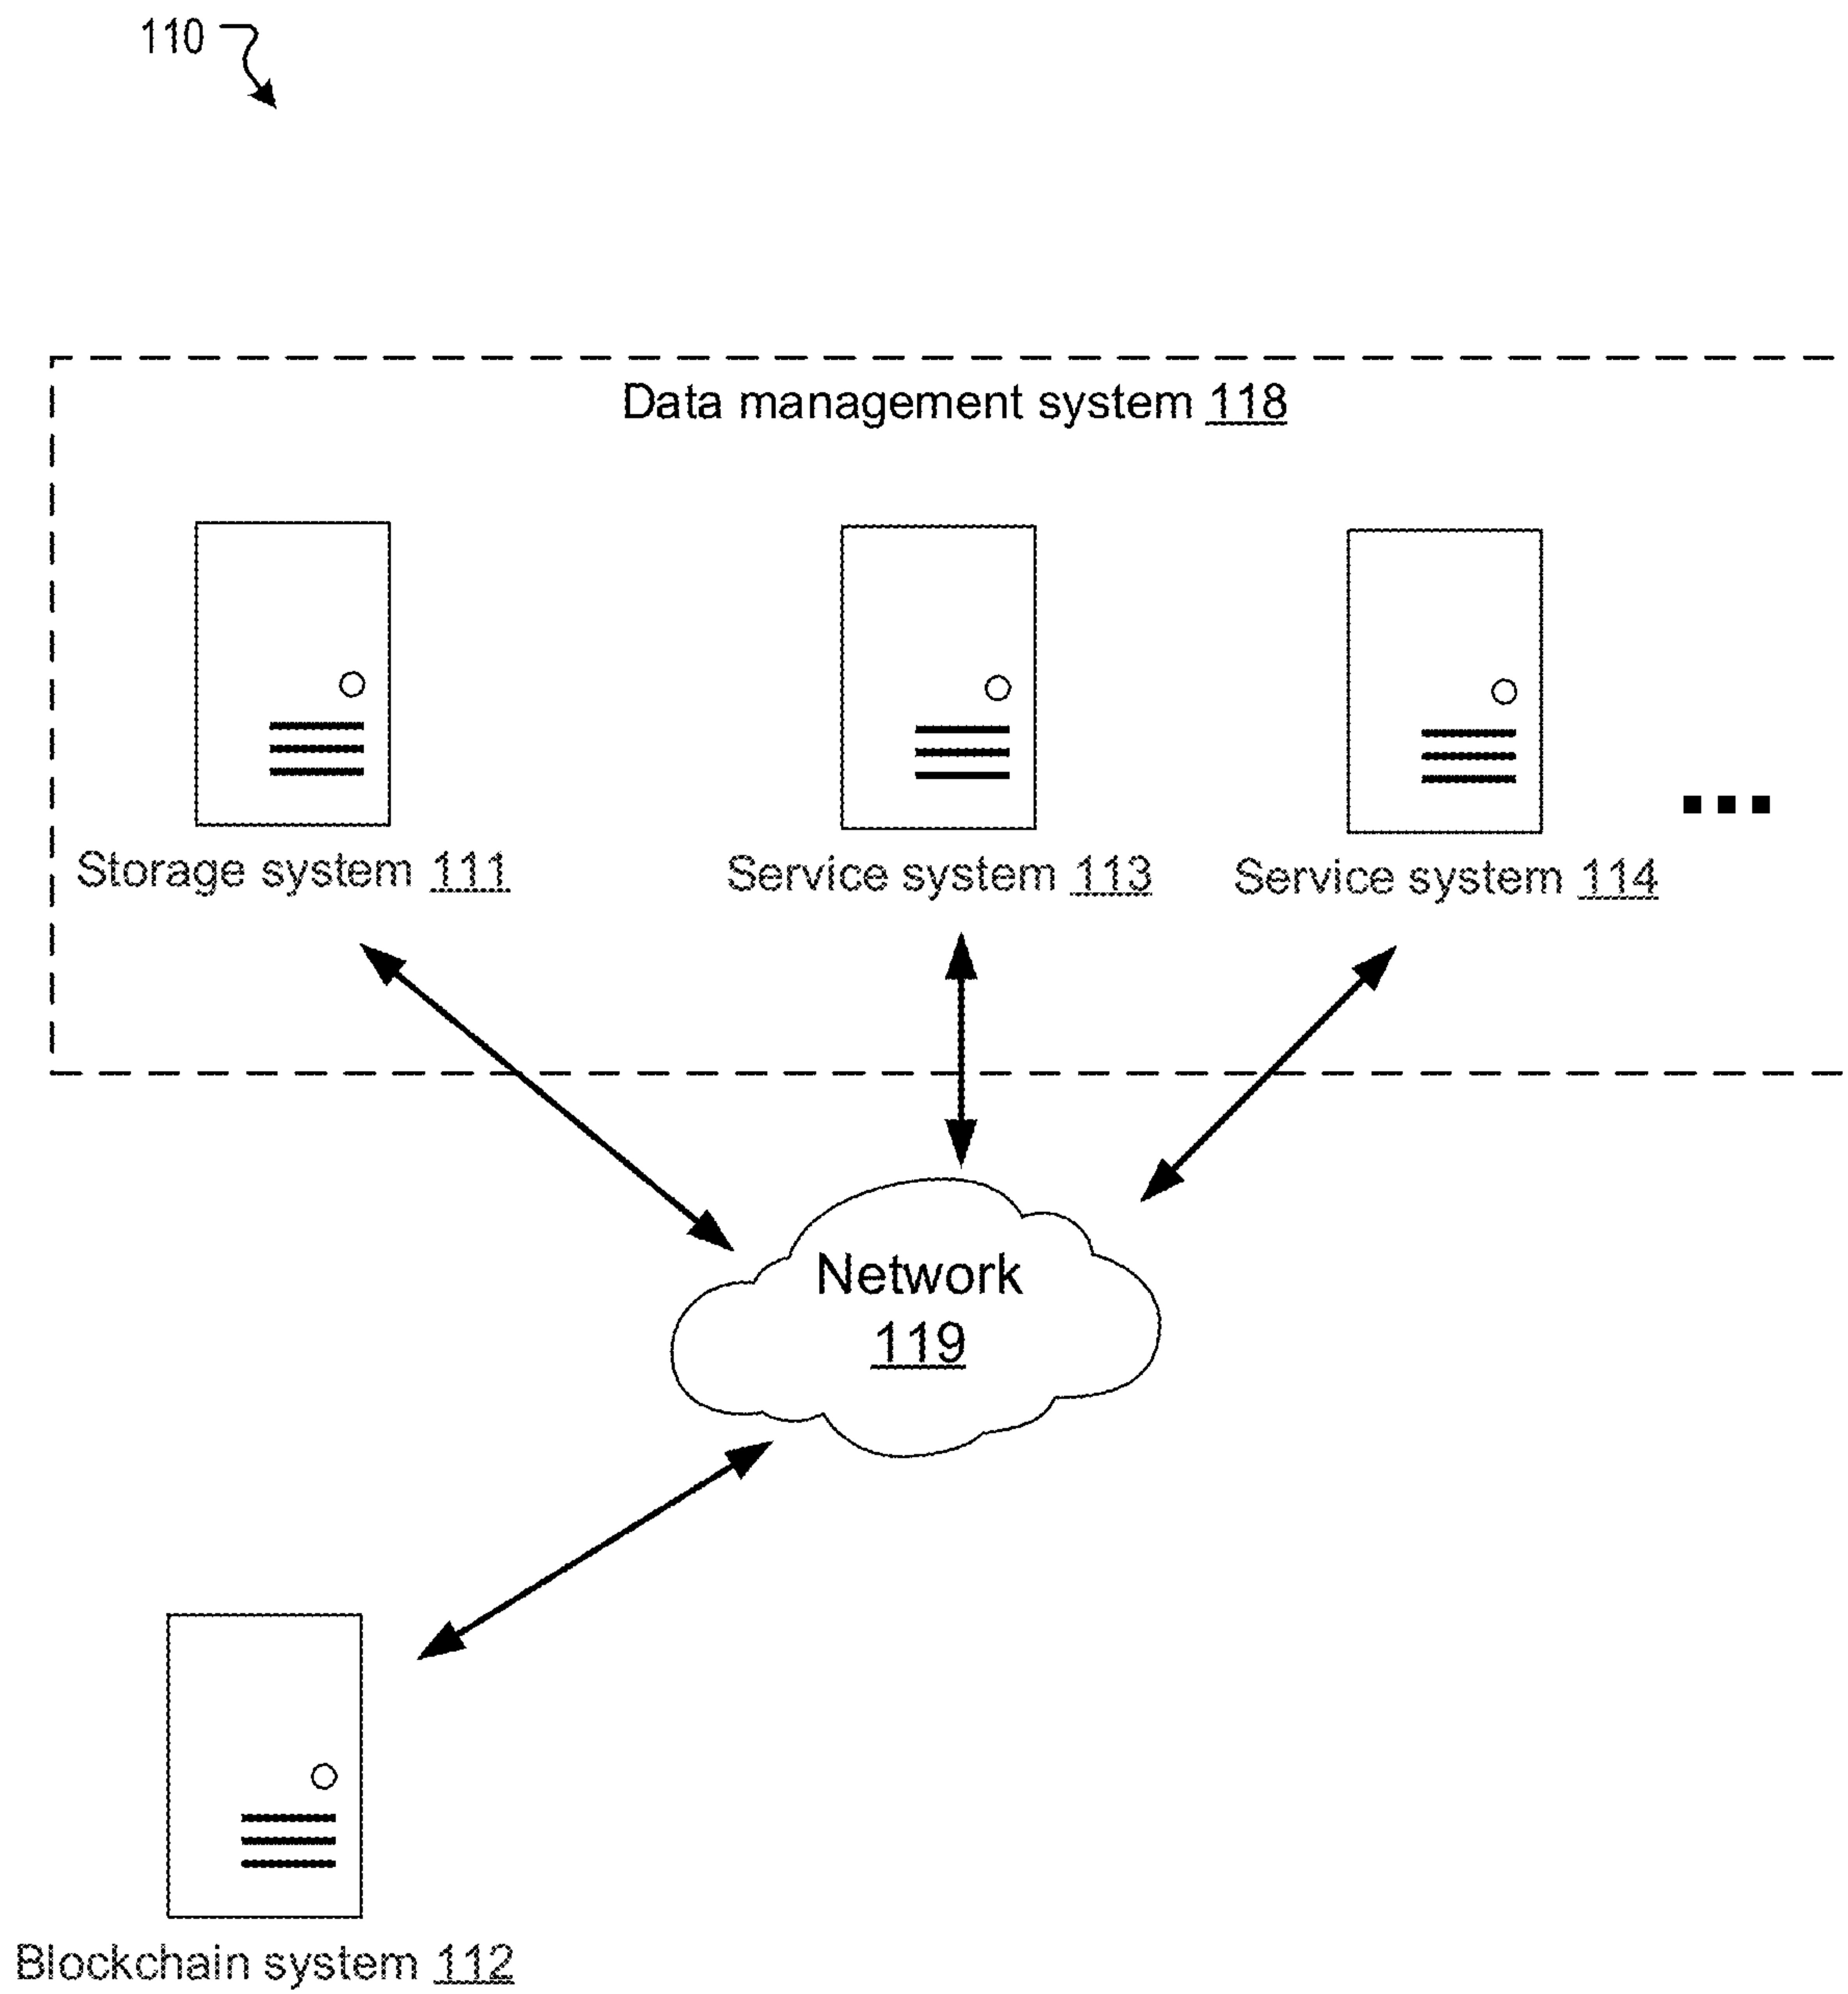 110
Data management system 118
Storage system 111
Service system 113
Service system 114
Network
119
Blockchain system 112